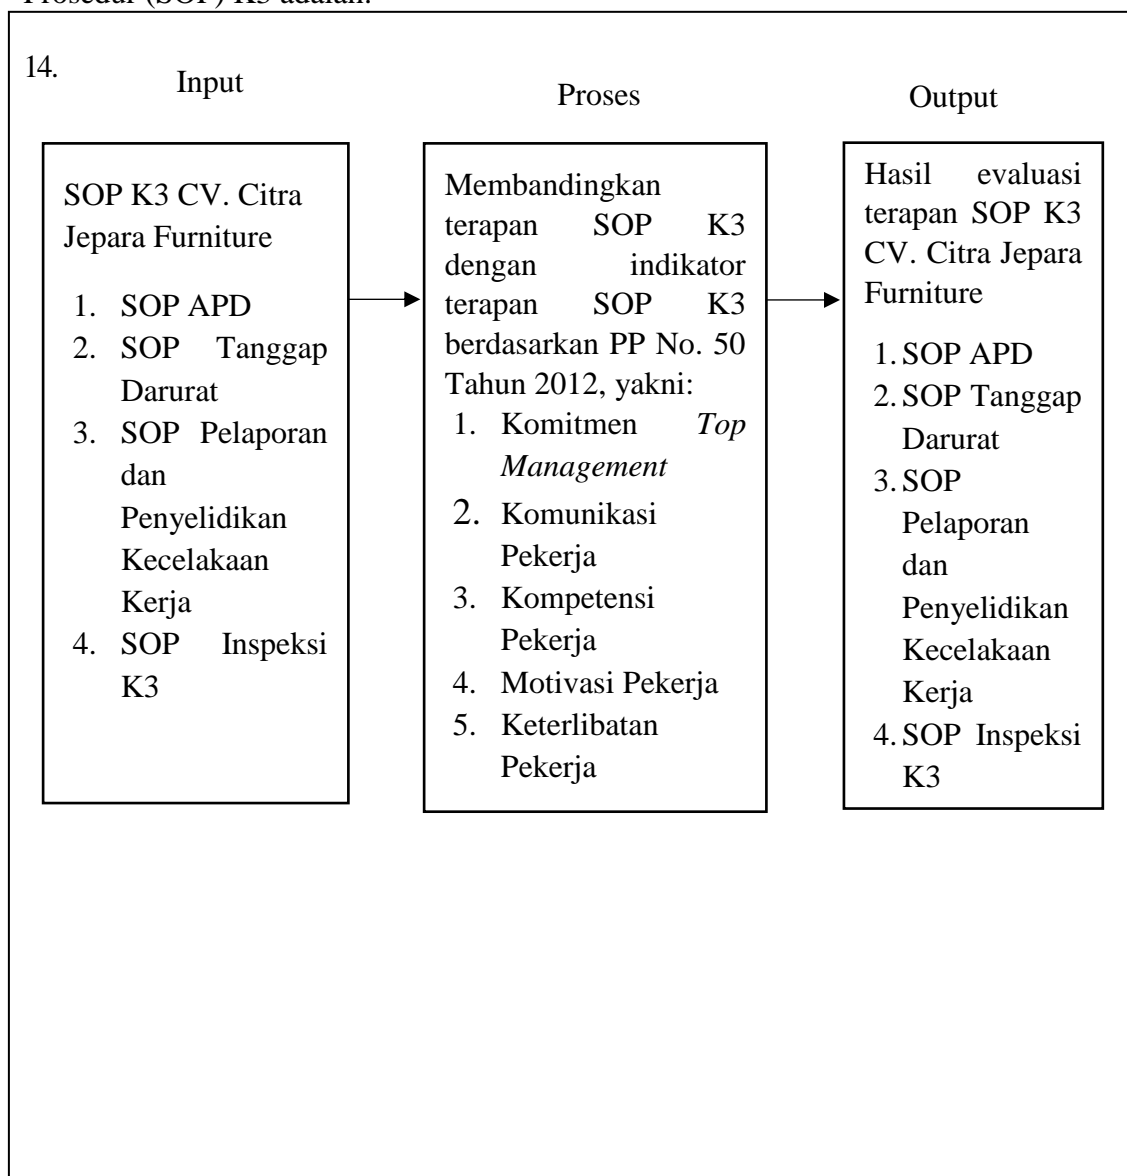 Prosedur (SOP) K3 adalah:
14.
Input
Proses
Output
SOP K3 CV. Citra
Jepara Furniture
1. SOP APD
2. SOP Tanggap
Darurat
3. SOP Pelaporan
dan
Penyelidikan
Kecelakaan
Kerja
4. SOP Inspeksi
K3
Membandingkan
terapan SOP K3
dengan indikator
terapan SOP K3
berdasarkan PP No. 50
Tahun 2012, yakni:
1. Komitmen Top
Management
2. Komunikasi
Pekerja
3. Kompetensi
Pekerja
4. Motivasi Pekerja
5. Keterlibatan
Pekerja
Hasil evaluasi
terapan SOP K3
CV. Citra Jepara
Furniture
1. SOP APD
2. SOP Tanggap
Darurat
3. SOP
Pelaporan
dan
Penyelidikan
Kecelakaan
Kerja
4. SOP Inspeksi
K3